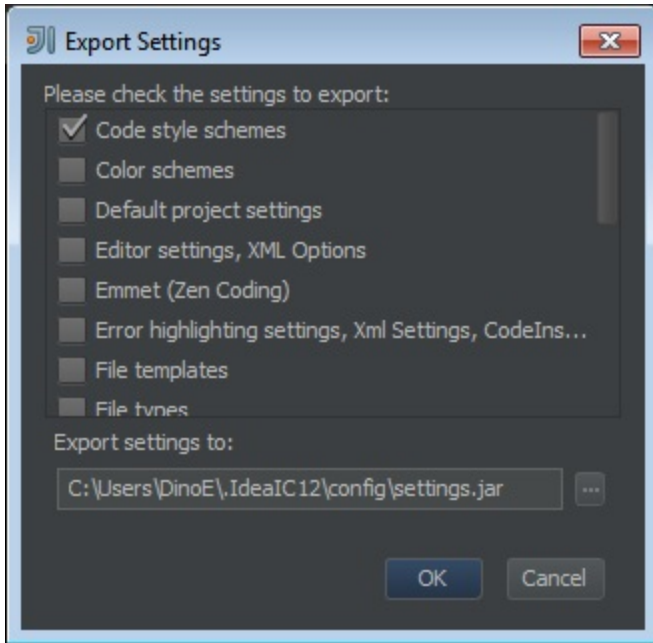 Export Settings
Please check the settings to export:
Code style schemes
Color schemes
Default project settings
Editor settings, XML Options
Emmet (Zen Coding)
Error highlighting settings, Xml Settings, CodeIns...
File templates
File types
Export settings to:
C:\Users\DinoE\.IdeaIC12\config\settings.jar
...
OK Cancel